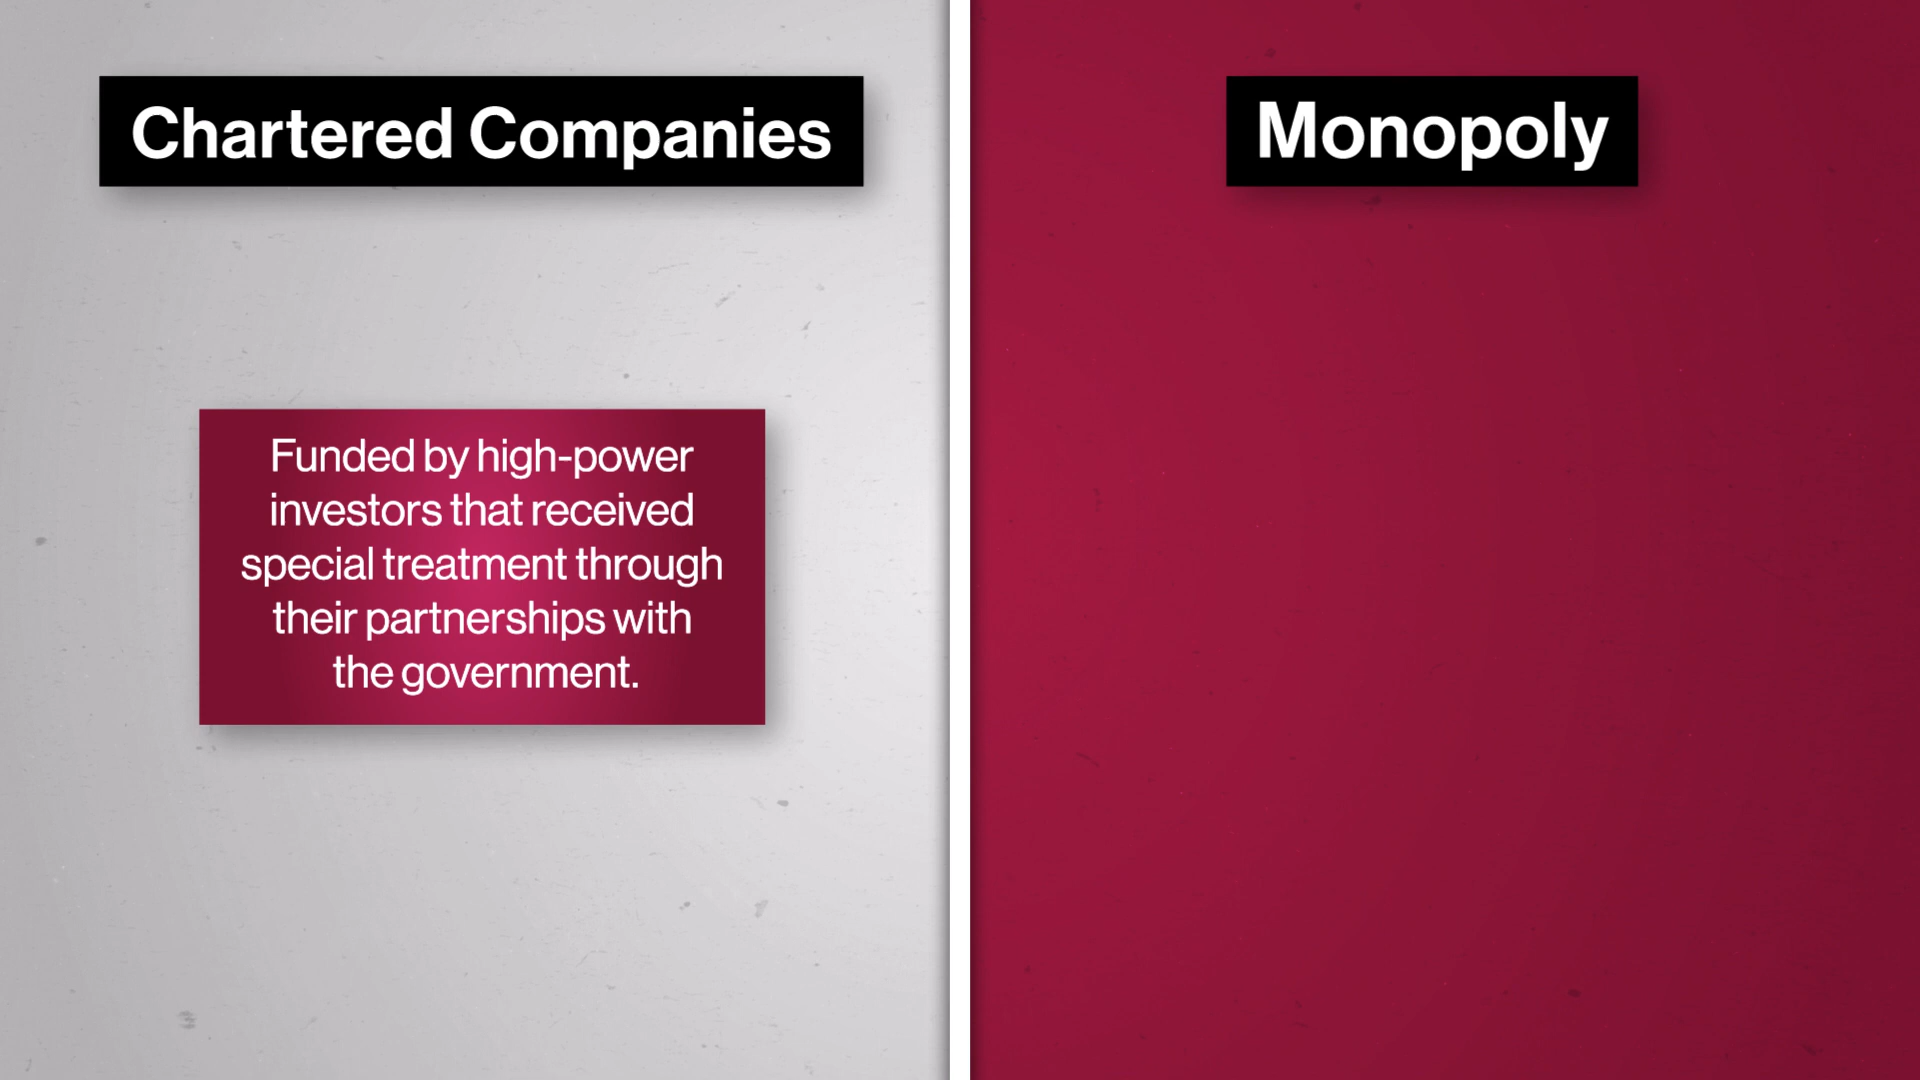 Chartered Companies
Funded by high-power
investors that received
special treatment through
their partnerships with
the government.
Monopoly